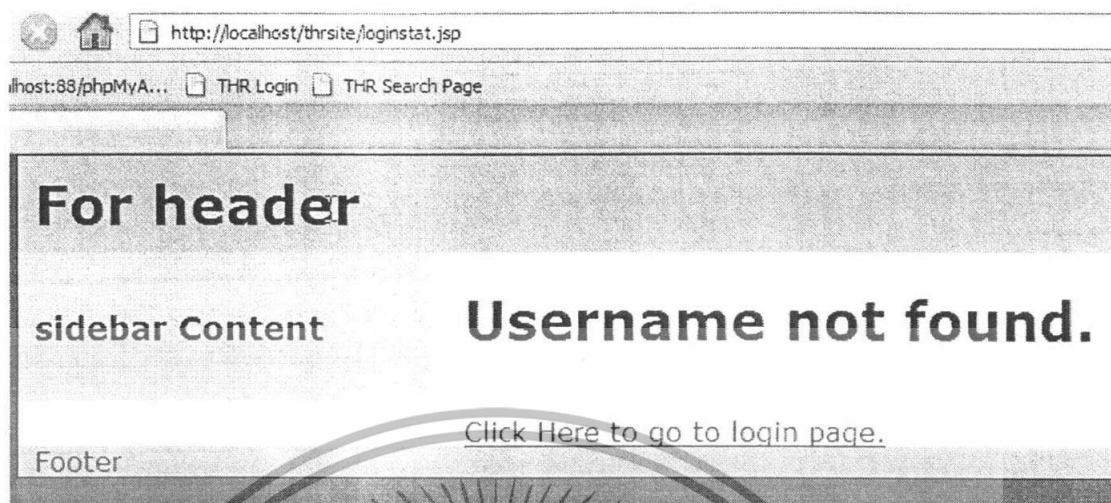 http://localhost/thrsite/loginstat.jsp
lhost:88/phpMyA... THR Login THR Search Page
For header
sidebar Content
Username not found.
Click Here to go to login page.
Footer